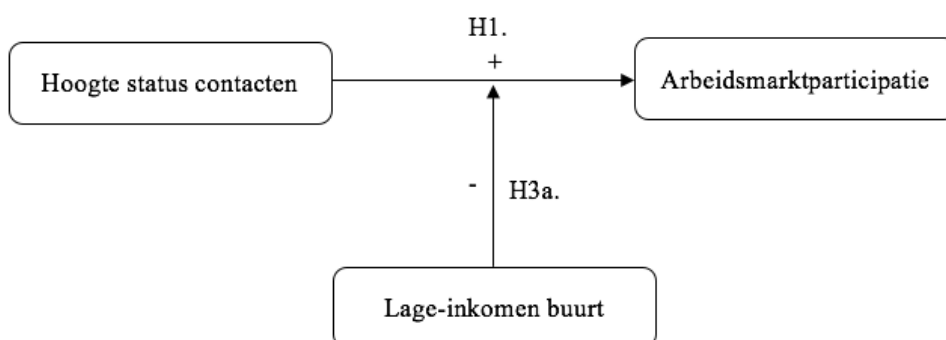 H1.
+
Hoogte status contacten
Arbeidsmarktparticipatie
-
H3a.
Lage-inkomen buurt